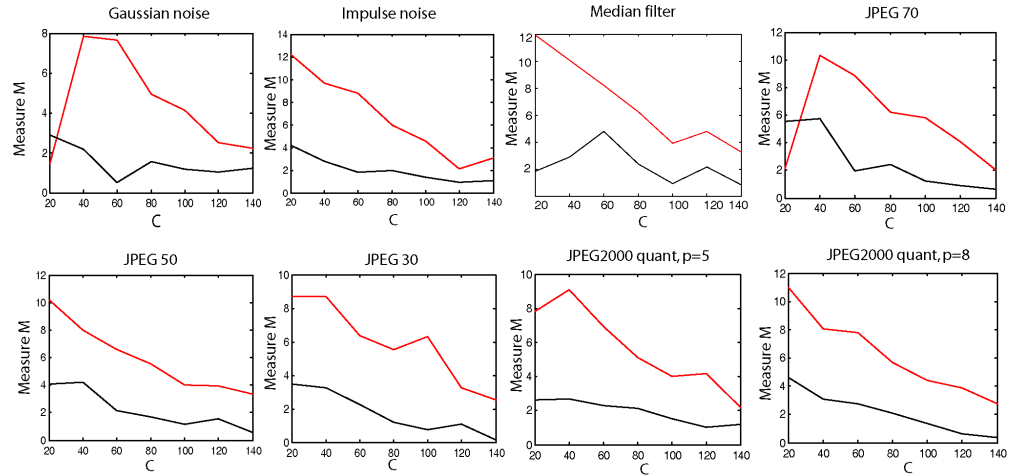 Gaussian noise
Impulse noise
Median filter
JPEG 70
Measure M
8
6
4
2
0
20 40 60 80 100 120 140
C
Measure M
14
12
10
8
6
4
2
0
20 40 60 80 100 120 140
C
Measure M
12
10
8
6
4
2
0
20 40 60 80 100 120 140
C
Measure M
12
10
8
6
4
2
0
20 40 60 80 100 120 140
C
JPEG 50
JPEG 30
JPEG2000 quant, p=5
JPEG2000 quant, p=8
Measure M
12
10
8
6
4
2
0
20 40 60 80 100 120 140
C
Measure M
10
8
6
4
2
0
20 40 60 80 100 120 140
C
Measure M
10
8
6
4
2
0
20 40 60 80 100 120 140
C
Measure M
12
10
8
6
4
2
0
20 40 60 80 100 120 140
C